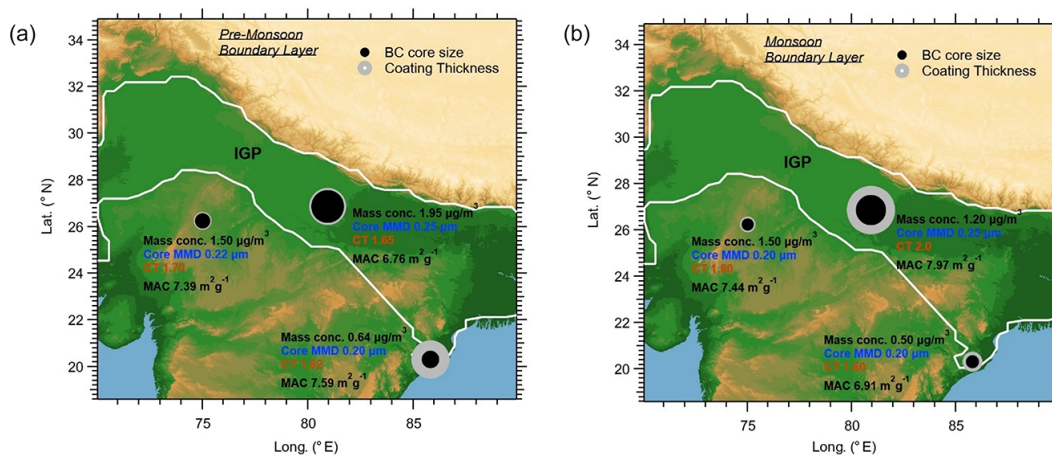 (a)
Pre-Monsoon
Boundary Layer
BC core size
Coating Thickness
IGP
Mass conc. 1.95 µg/m³
Core MMD 0.25 µm
CT 1.65
MAC 6.76 m²g⁻¹
Mass conc. 1.50 µg/m³
Core MMD 0.22 µm
CT 1.70
MAC 7.39 m²g⁻¹
Mass conc. 0.64 µg/m³
Core MMD 0.20 µm
MAC 7.59 m²g⁻¹
34
32
30
28
26
24
22
20
Lat. (° N)
75
80
85
Long. (° E)
(b)
Monsoon
Boundary Layer
BC core size
Coating Thickness
IGP
Mass conc. 1.20 µg/m³
Core MMD 0.25 µm
CT 2.0
MAC 7.97 m²g⁻¹
Mass conc. 1.50 µg/m³
Core MMD 0.20 µm
CT 1.80
MAC 7.44 m²g⁻¹
Mass conc. 0.50 µg/m³
Core MMD 0.20 µm
MAC 6.91 m²g⁻¹
34
32
30
28
26
24
22
20
Lat. (° N)
75
80
85
Long. (° E)